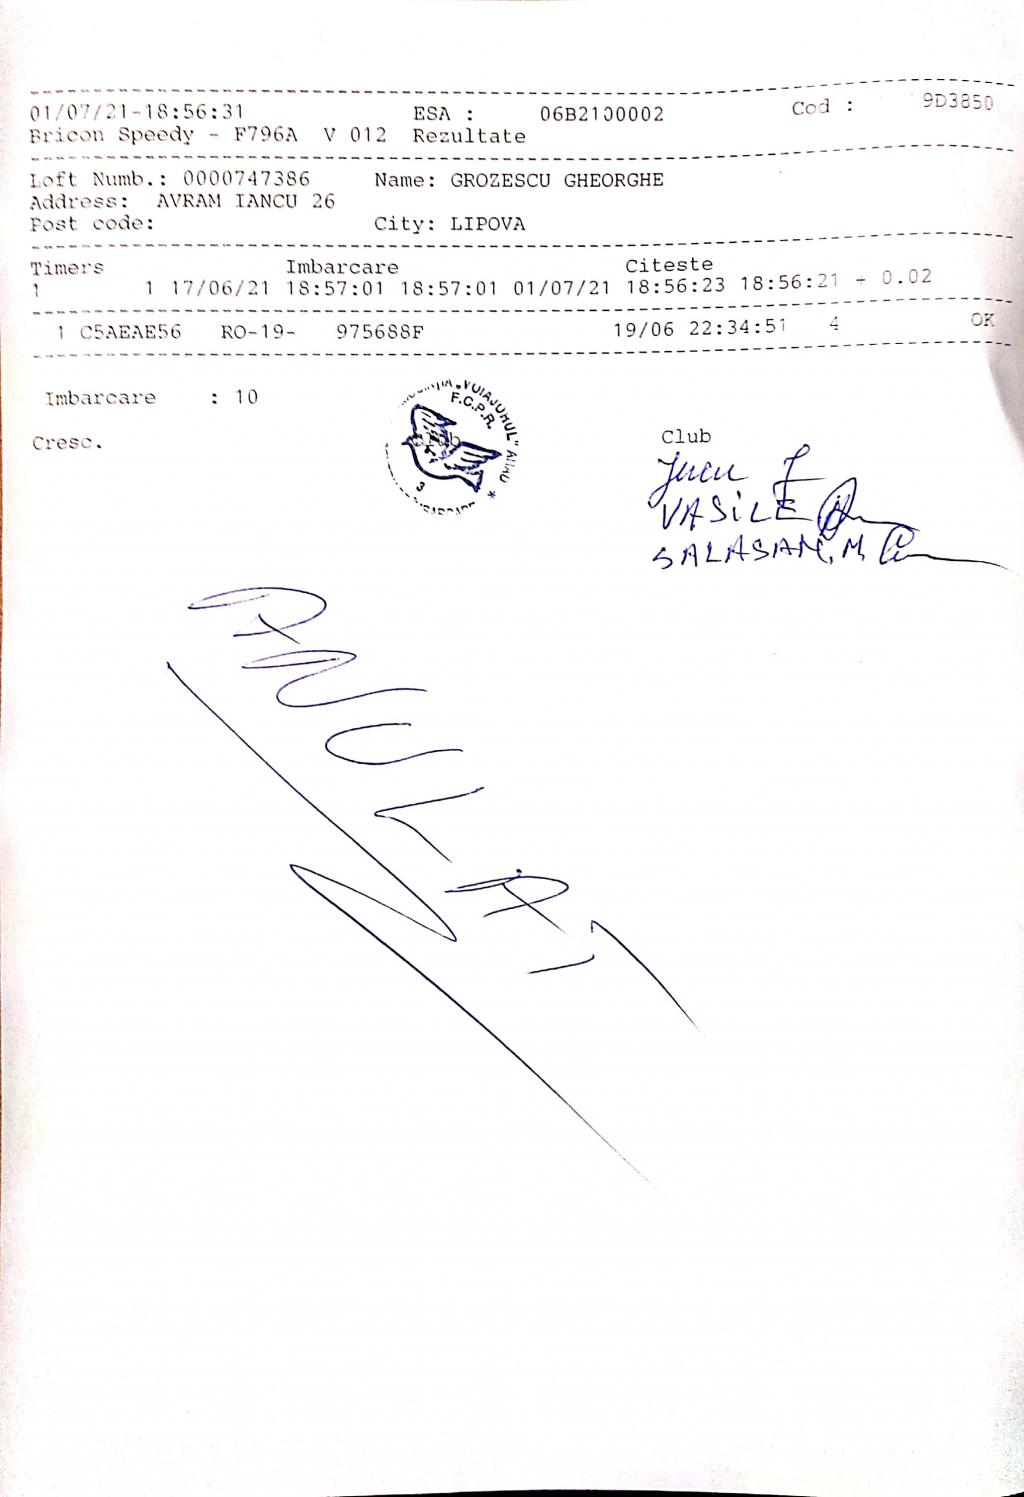 01/07/21-18:56:31 ESA : 06B2100002 Cod : 9D3850
Bricon Speedy - F796A V 012 Rezultate
Loft Numb.: 0000747386 Name: GROZESCU GHEORGHE
Address: AVRAM IANCU 26
Post code: City: LIPOVA
Timers Imbarcare Citeste
1 1 17/06/21 18:57:01 18:57:01 01/07/21 18:56:23 18:56:21 + 0.02
1 C5AEAE56 RO-19- 975688F 19/06 22:34:51 4 OK
Imbarcare : 10
"VOIAJORUL"
F.C.P.R.
3
Cresc. Club
VASILE
SALASAN, M
ANULAT